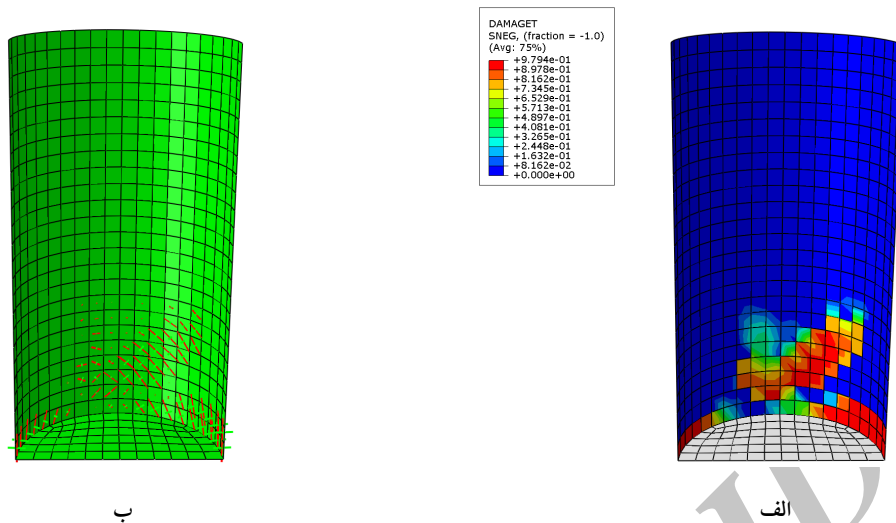 DAMAGET
SNEG, (fraction = -1.0)
(Avg: 75%)
+9.794e-01
+8.978e-01
+8.162e-01
+7.345e-01
+6.529e-01
+5.713e-01
+4.897e-01
+4.081e-01
+3.265e-01
+2.448e-01
+1.632e-01
+8.162e-02
+0.000e+00
الف
ب